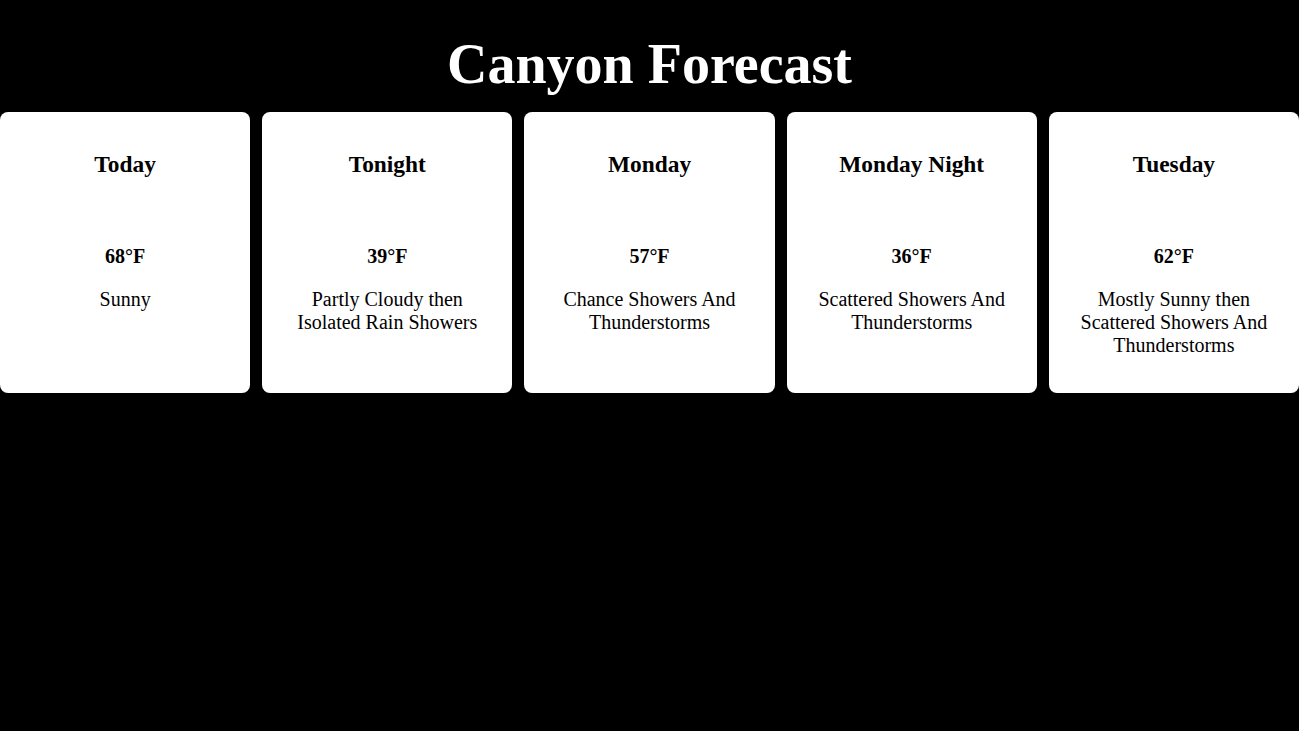 Canyon Forecast
Today
68°F
Sunny
Tonight
39°F
Partly Cloudy then
Isolated Rain Showers
Monday
57°F
Chance Showers And
Thunderstorms
Monday Night
36°F
Scattered Showers And
Thunderstorms
Tuesday
62°F
Mostly Sunny then
Scattered Showers And
Thunderstorms